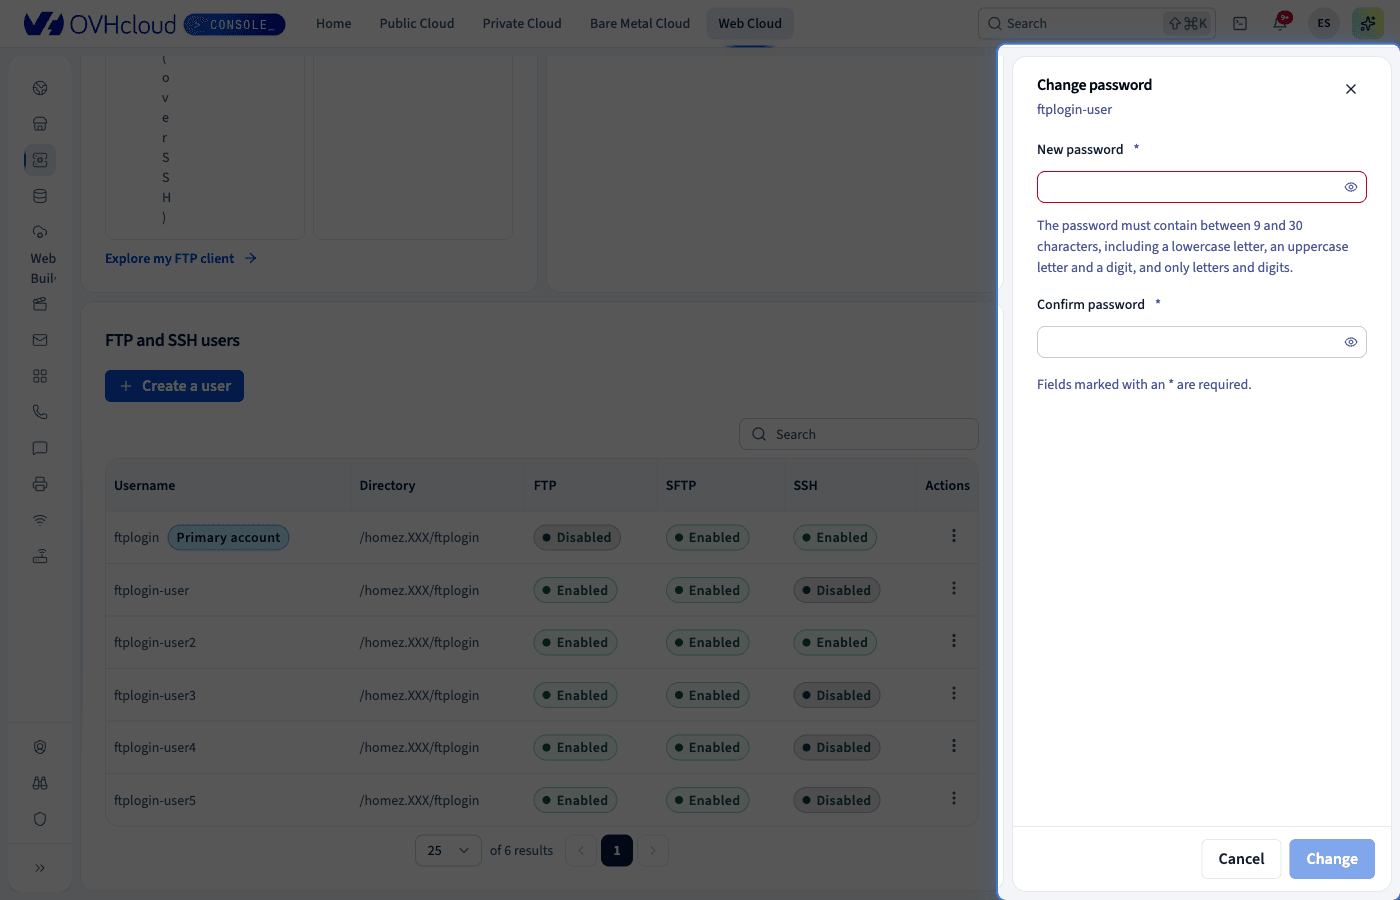 OVHcloud CONSOLE_
Home
Public Cloud
Private Cloud
Bare Metal Cloud
Web Cloud
Search
⇧⌘K
9+
ES
Web
Buil
(
o
v
e
r
S
S
H
)
Explore my FTP client →
FTP and SSH users
+ Create a user
Search
Username Directory FTP SFTP SSH Actions
ftplogin Primary account /homez.XXX/ftplogin Disabled Enabled Enabled
ftplogin-user /homez.XXX/ftplogin Enabled Enabled Disabled
ftplogin-user2 /homez.XXX/ftplogin Enabled Enabled Enabled
ftplogin-user3 /homez.XXX/ftplogin Enabled Enabled Disabled
ftplogin-user4 /homez.XXX/ftplogin Enabled Enabled Disabled
ftplogin-user5 /homez.XXX/ftplogin Enabled Enabled Disabled
25 of 6 results 1
Change password
ftplogin-user
New password *
The password must contain between 9 and 30
characters, including a lowercase letter, an uppercase
letter and a digit, and only letters and digits.
Confirm password *
Fields marked with an * are required.
Cancel
Change